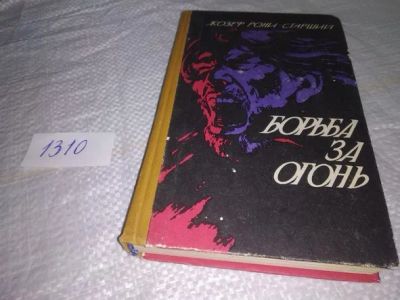 ЖОЗЕФ РОНИ СТАРШИЙ
БОРЬБА
ЗА
ОГОНЬ
1310